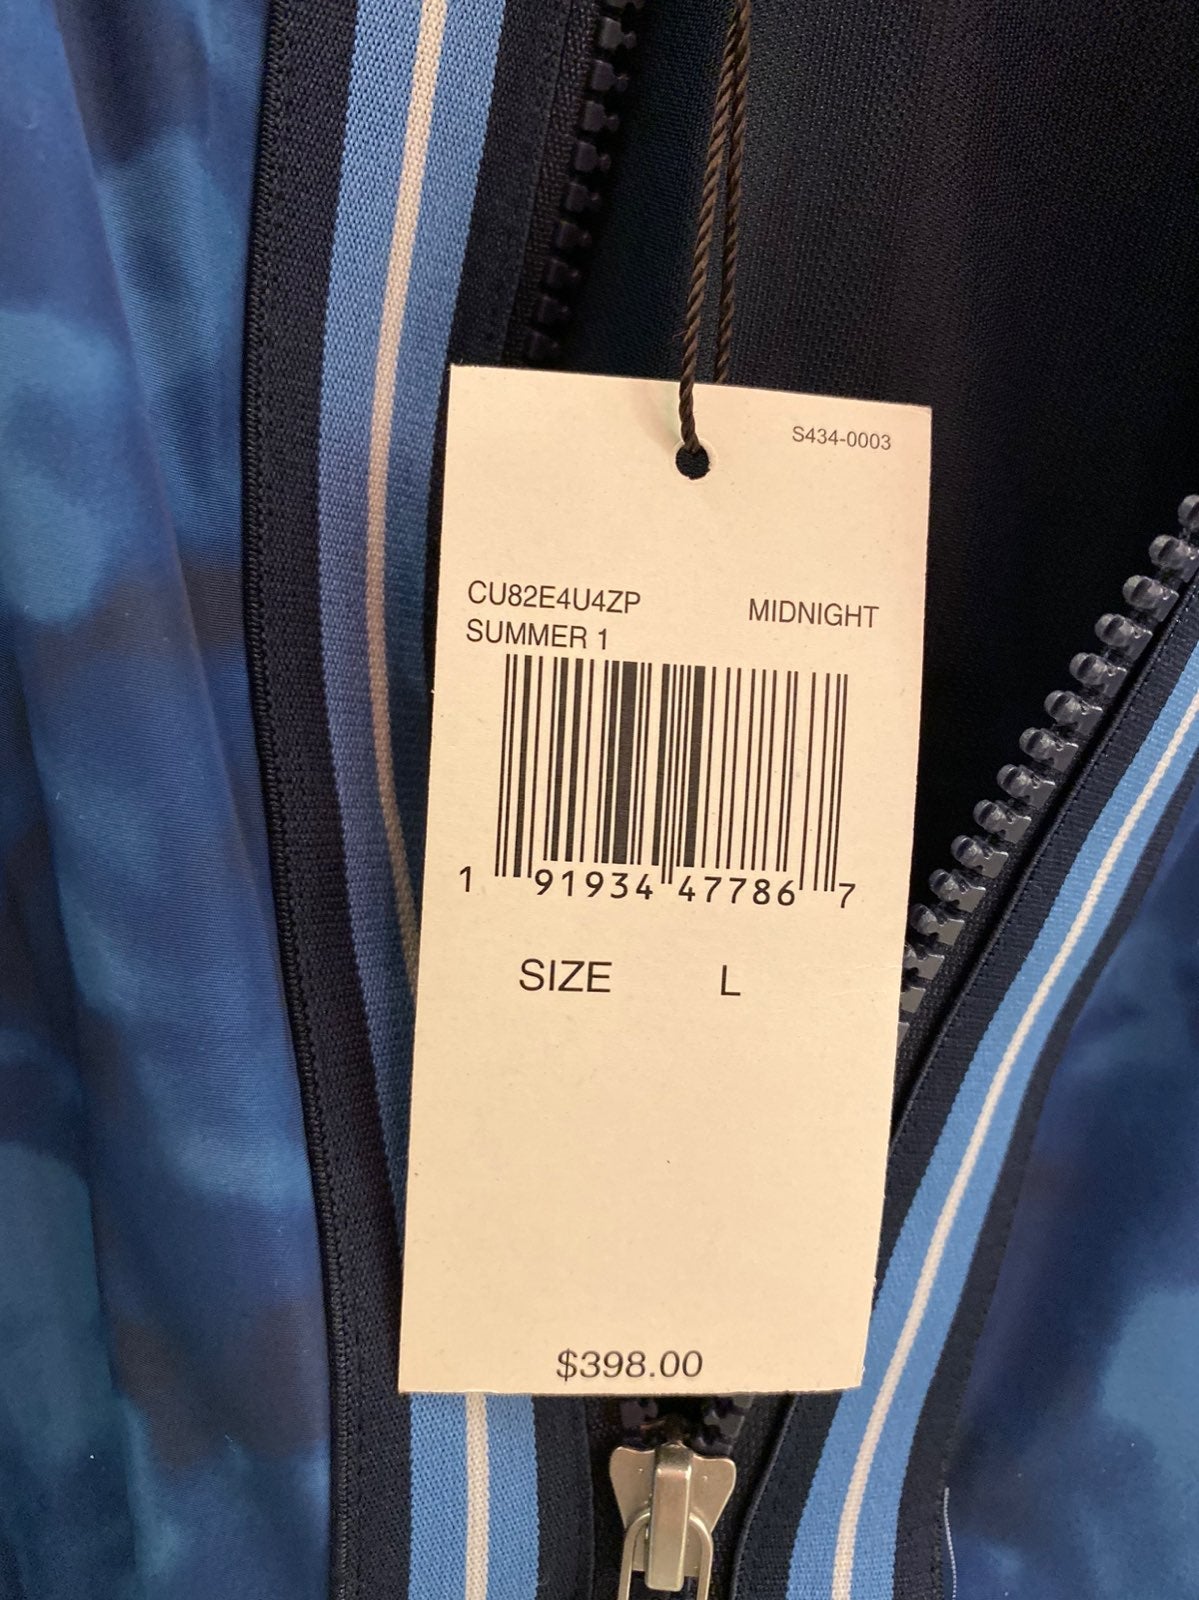 S434-0003
CU82E4U4ZP MIDNIGHT
SUMMER 1
1 91934 47786 7
SIZE L
$398.00